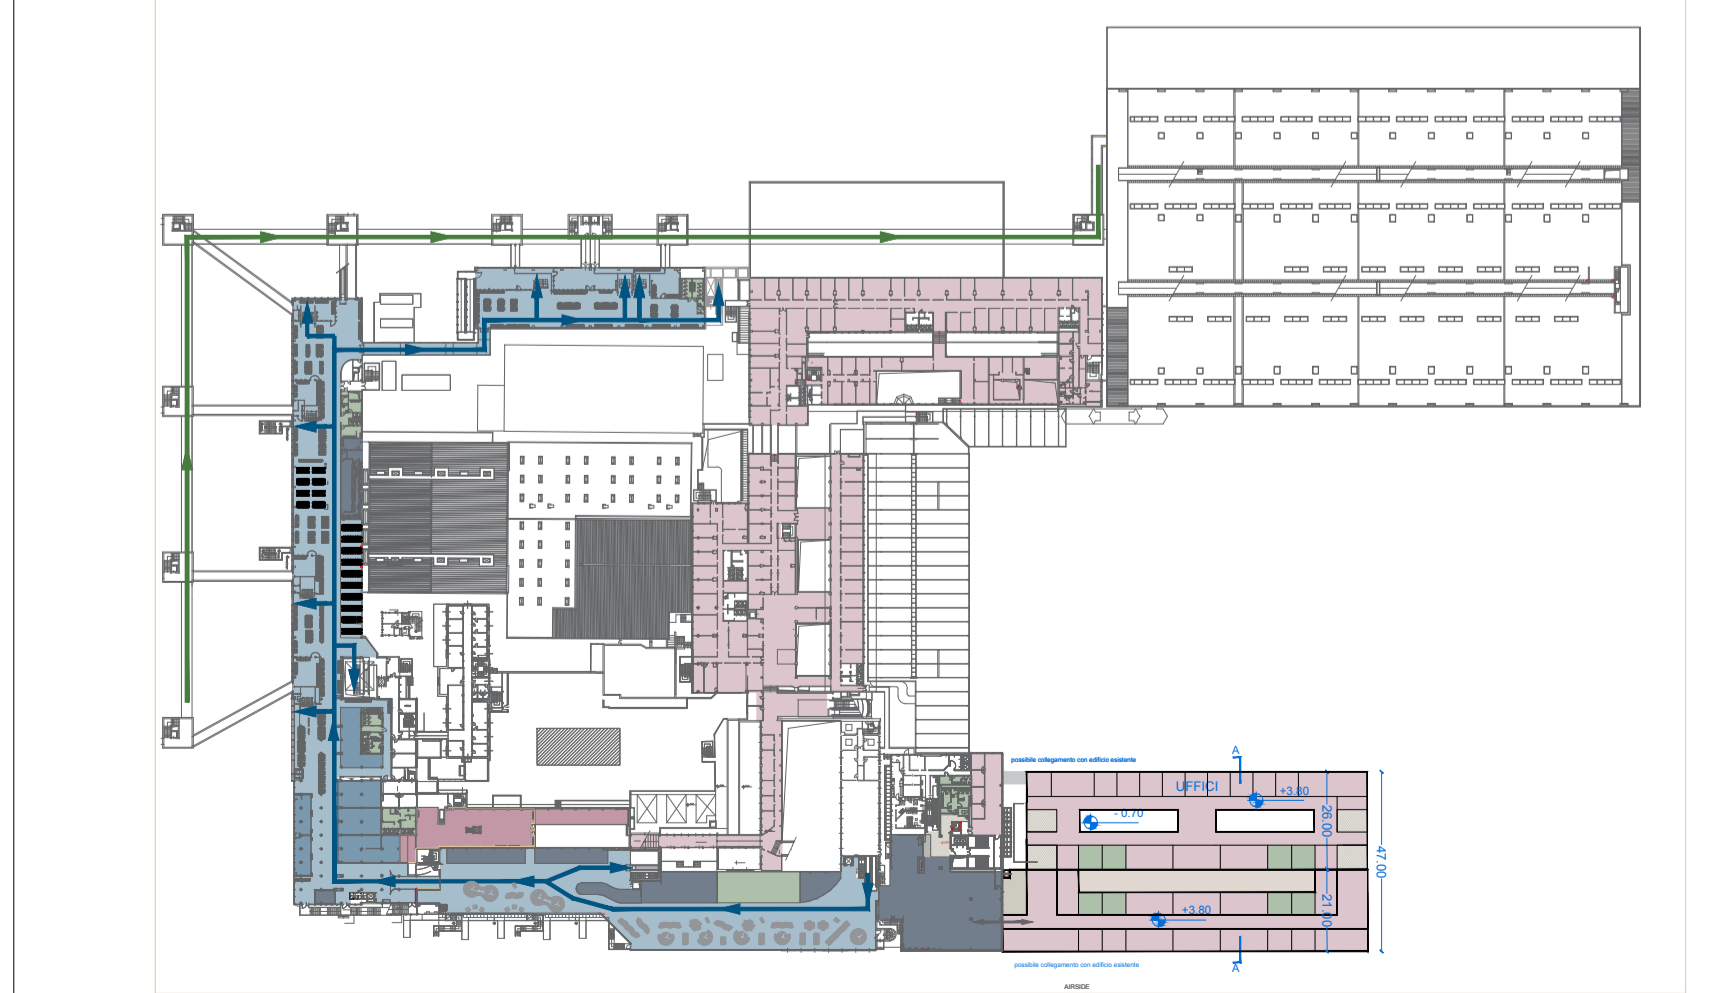 A
possibile collegamento con edificio esistente
UFFICI
+3.80
- 0.70
26.00
47.00
21.00
+3.80
possibile collegamento con edificio esistente
A
AIRSIDE